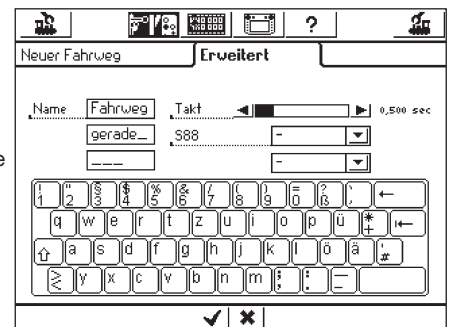 ?
Neuer Fahrweg Erweitert
Name Fahrweg Takt 0,500 sec
gerade_ S88 -
e
___ -
! " § $ % & / ( ) = ? `
1 2 3 4 5 6 7 8 9 0 ß ´ ←
q w e r t z u i o p ü * + ←
⇧ a s d f g h j k l ö ä ' #
> < y x c v b n m ; , : . _ -